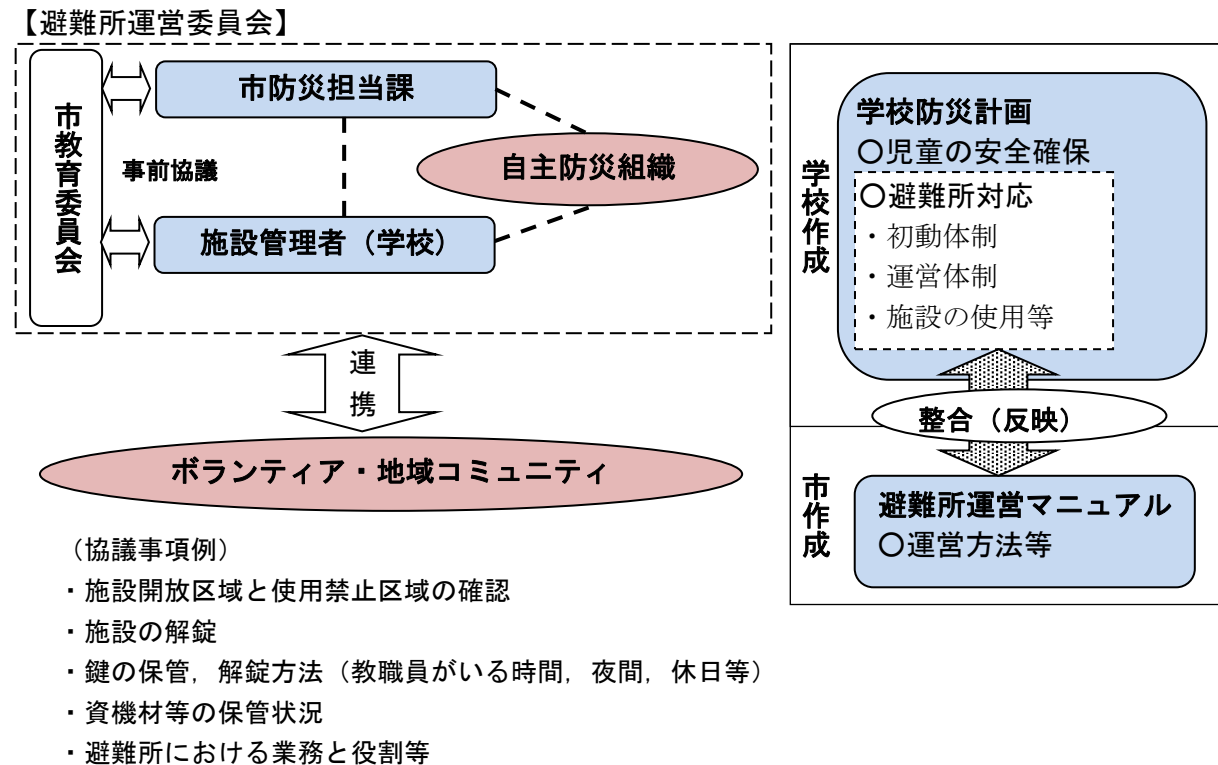 【避難所運営委員会】
市教育委員会
市防災担当課
事前協議
自主防災組織
施設管理者（学校）
連携
ボランティア・地域コミュニティ
（協議事項例）
・施設開放区域と使用禁止区域の確認
・施設の解錠
・鍵の保管，解錠方法（教職員がいる時間，夜間，休日等）
・資機材等の保管状況
・避難所における業務と役割等
学校作成
学校防災計画
○児童の安全確保
○避難所対応
・初動体制
・運営体制
・施設の使用等
整合（反映）
市作成
避難所運営マニュアル
○運営方法等